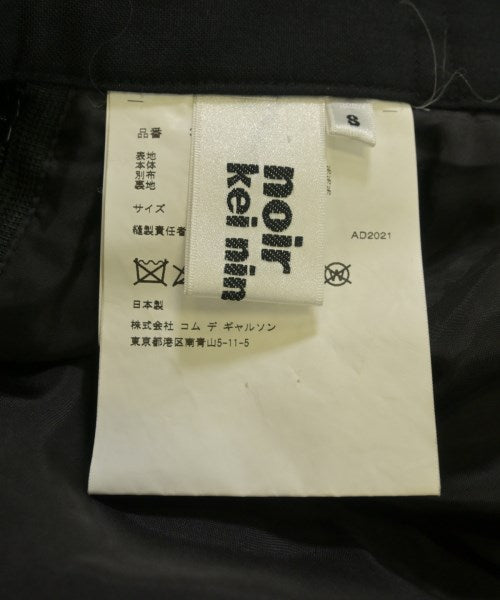 品番
表地
本体
別布
裏地
サイズ
縫製責任者
AD2021
日本製
株式会社 コム デ ギャルソン
東京都港区南青山5-11-5
noir
kei nin